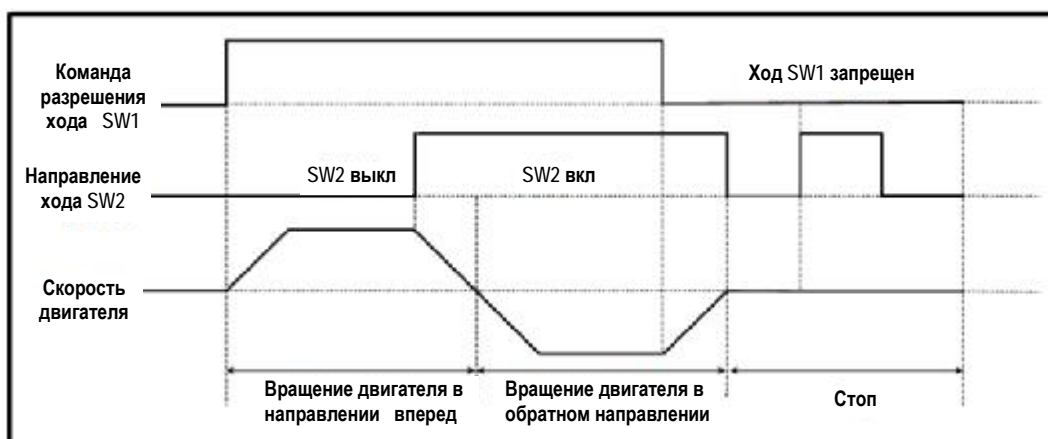 Команда
разрешения
хода SW1
Ход SW1 запрещен
Направление
хода SW2
SW2 выкл
SW2 вкл
Скорость
двигателя
Вращение двигателя в
направлении вперед
Вращение двигателя в
обратном направлении
Стоп